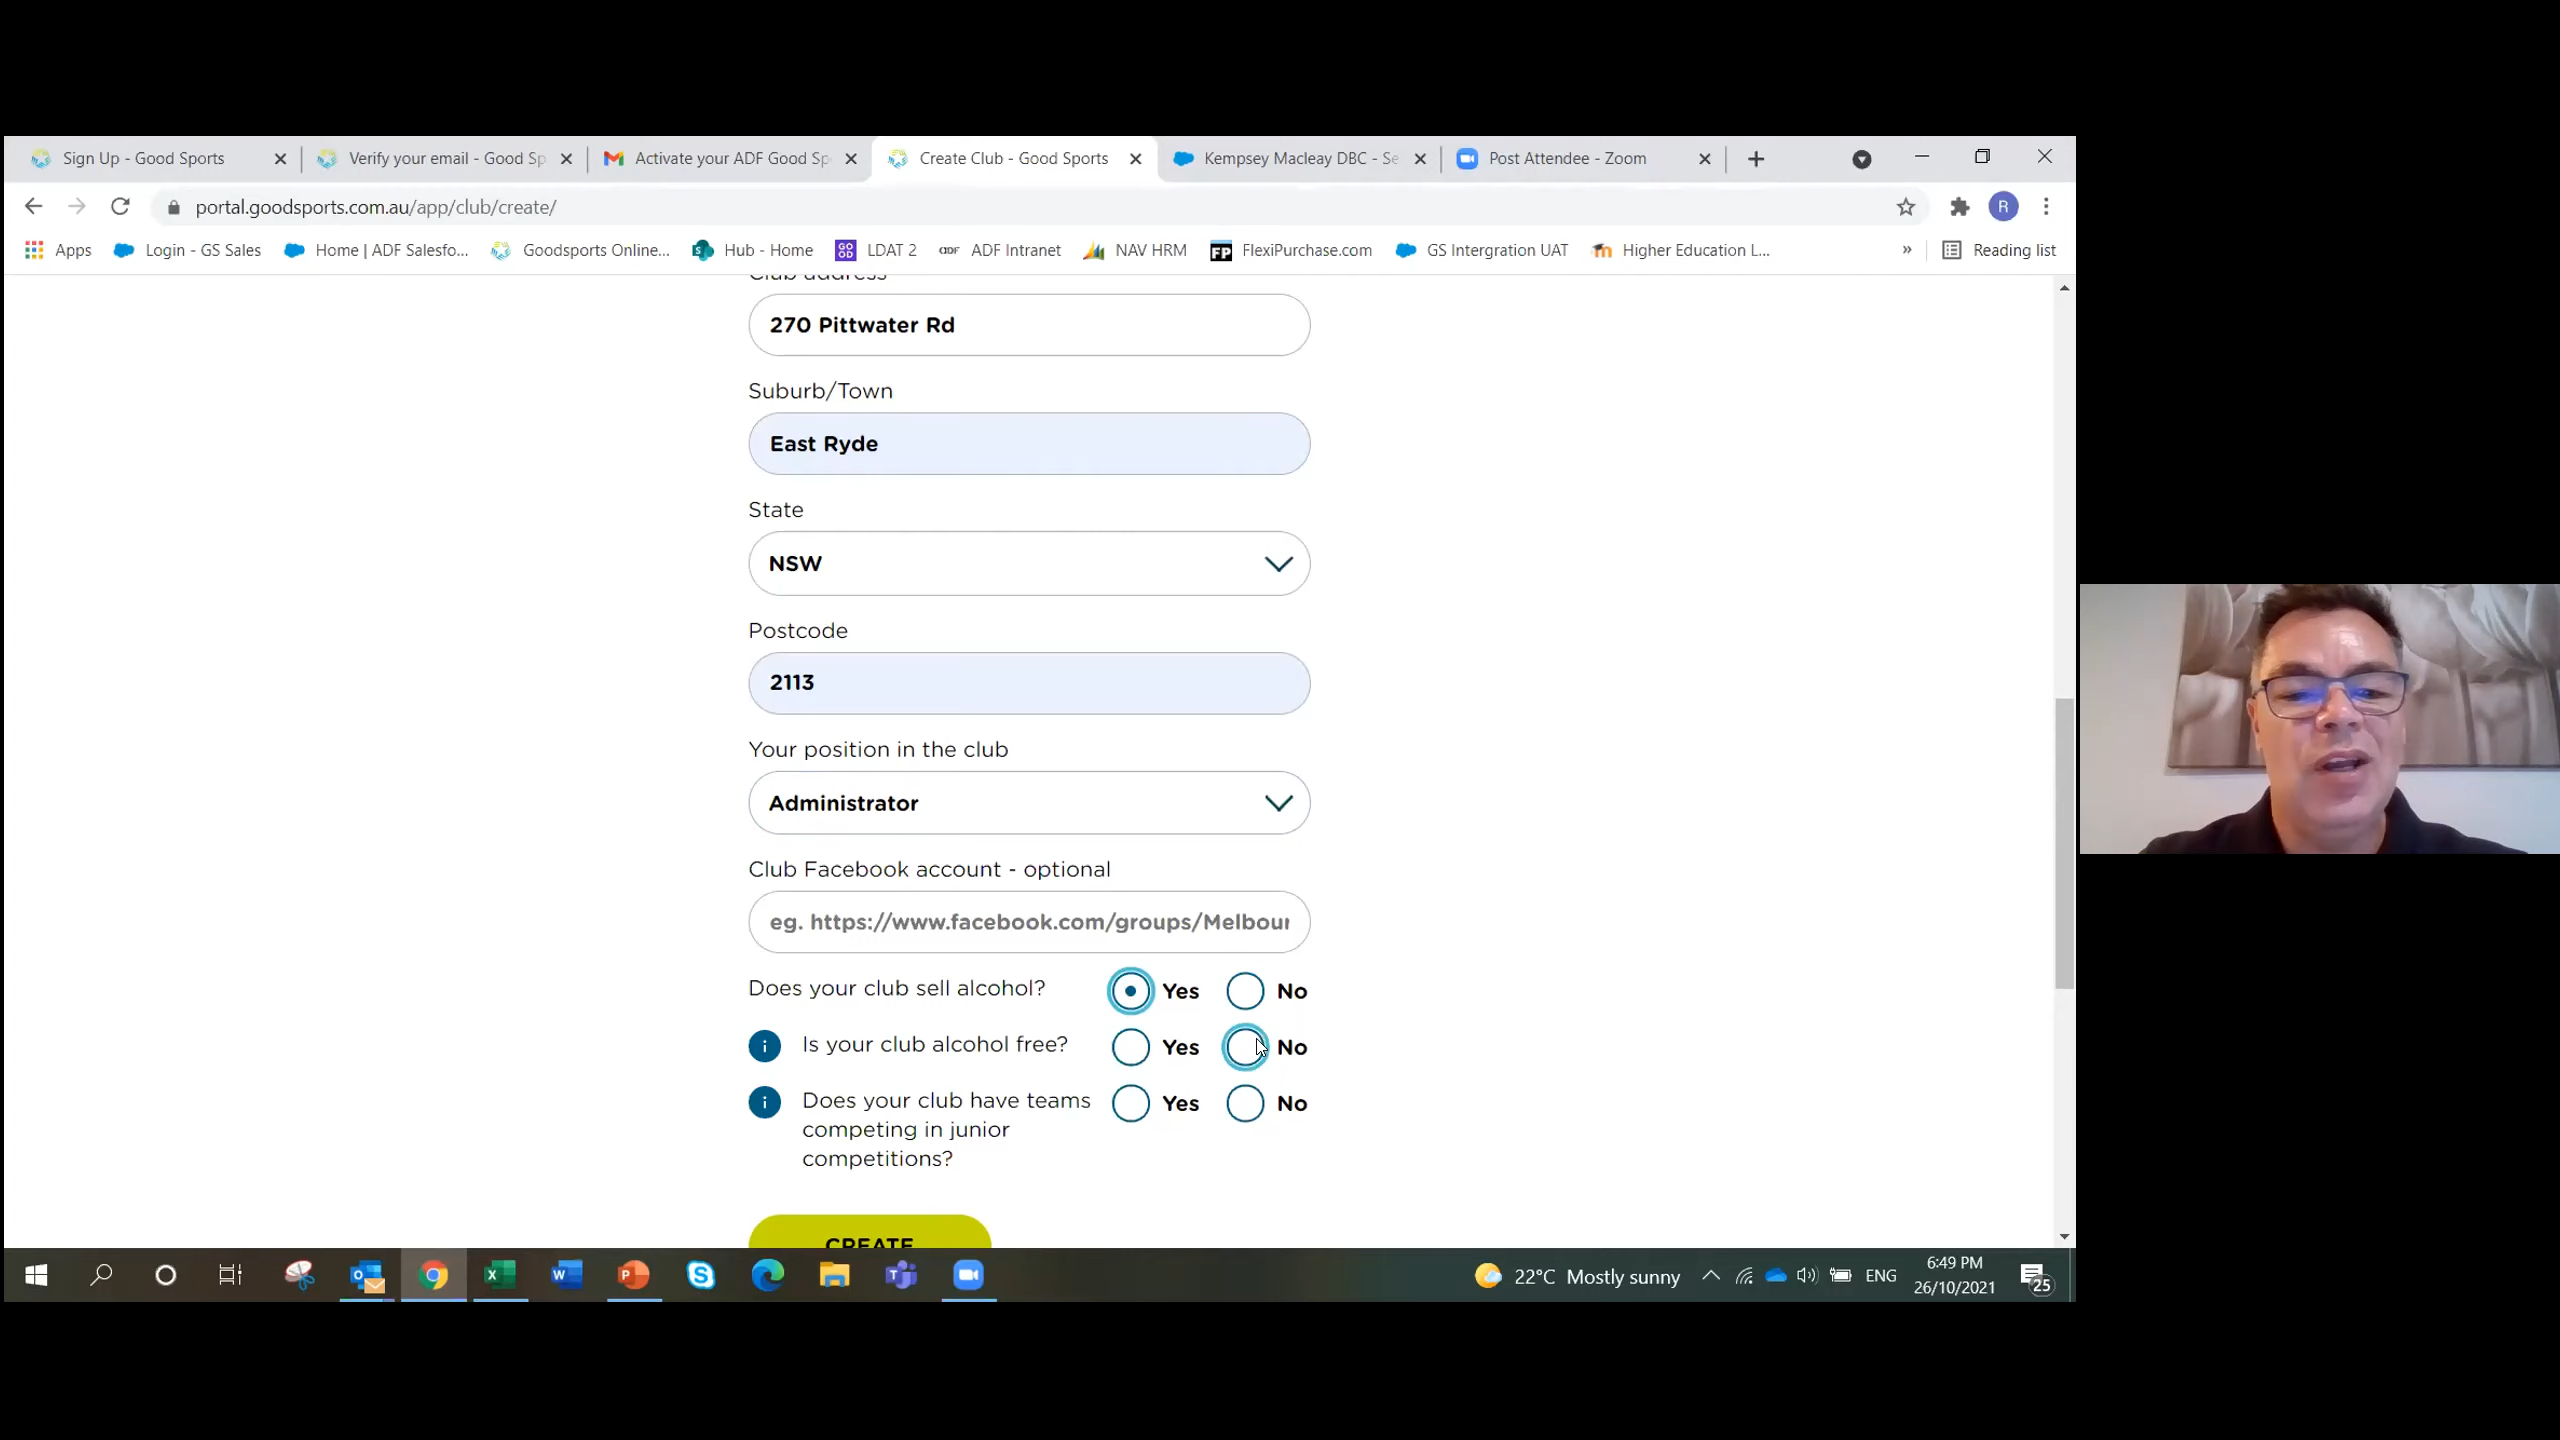 Sign Up - Good Sports
Verify your email - Good Sp
Activate your ADF Good Sp
Create Club - Good Sports
Kempsey Macleay DBC - Se
Post Attendee - Zoom
portal.goodsports.com.au/app/club/create/
R
Apps
Login - GS Sales
Home | ADF Salesfo...
Goodsports Online...
Hub - Home
LDAT 2
ADF Intranet
NAV HRM
FlexiPurchase.com
GS Intergration UAT
Higher Education L...
»
Reading list
Club address
270 Pittwater Rd
Suburb/Town
East Ryde
State
NSW
Postcode
2113
Your position in the club
Administrator
Club Facebook account - optional
eg. https://www.facebook.com/groups/Melbour
Does your club sell alcohol? Yes No
i Is your club alcohol free? Yes No
i Does your club have teams Yes No
competing in junior
competitions?
CREATE
22°C Mostly sunny
ENG
6:49 PM
26/10/2021
25